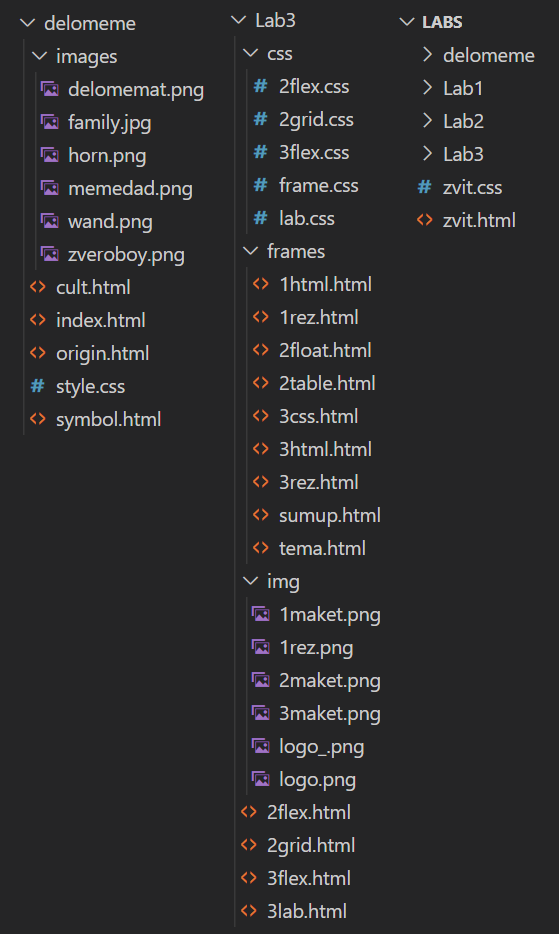 delomeme
images
delomemat.png
family.jpg
horn.png
memedad.png
wand.png
zveroboy.png
cult.html
index.html
origin.html
style.css
symbol.html
Lab3
css
2flex.css
2grid.css
3flex.css
frame.css
lab.css
frames
1html.html
1rez.html
2float.html
2table.html
3css.html
3html.html
3rez.html
sumup.html
tema.html
img
1maket.png
1rez.png
2maket.png
3maket.png
logo_.png
logo.png
2flex.html
2grid.html
3flex.html
3lab.html
LABS
delomeme
Lab1
Lab2
Lab3
zvit.css
zvit.html